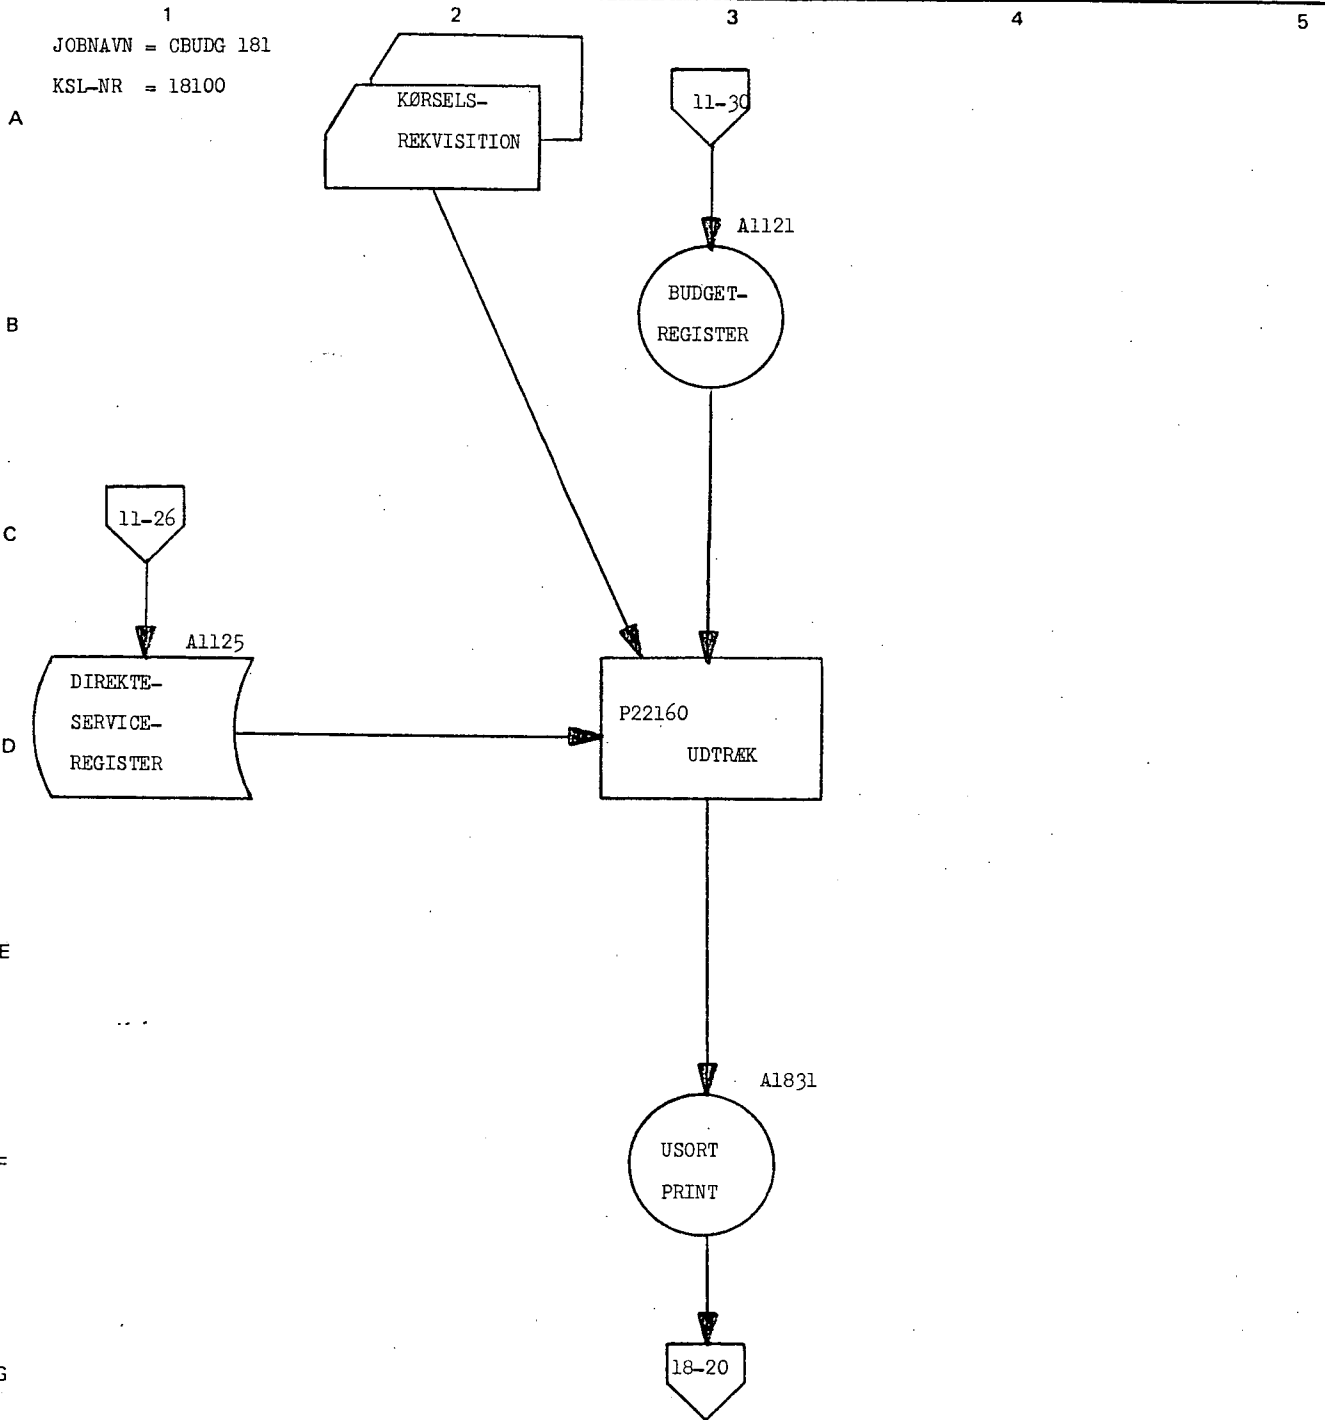 1 2 3 4 5
JOBNAVN = CBUDG 181
KSL-NR = 18100
A
KØRSELS-
REKVISITION
11-30
A1121
B
BUDGET-
REGISTER
C
11-26
A1125
D
DIREKTE-
SERVICE-
REGISTER
P22160
UDTRÆK
E
A1831
F
USORT
PRINT
G
18-20